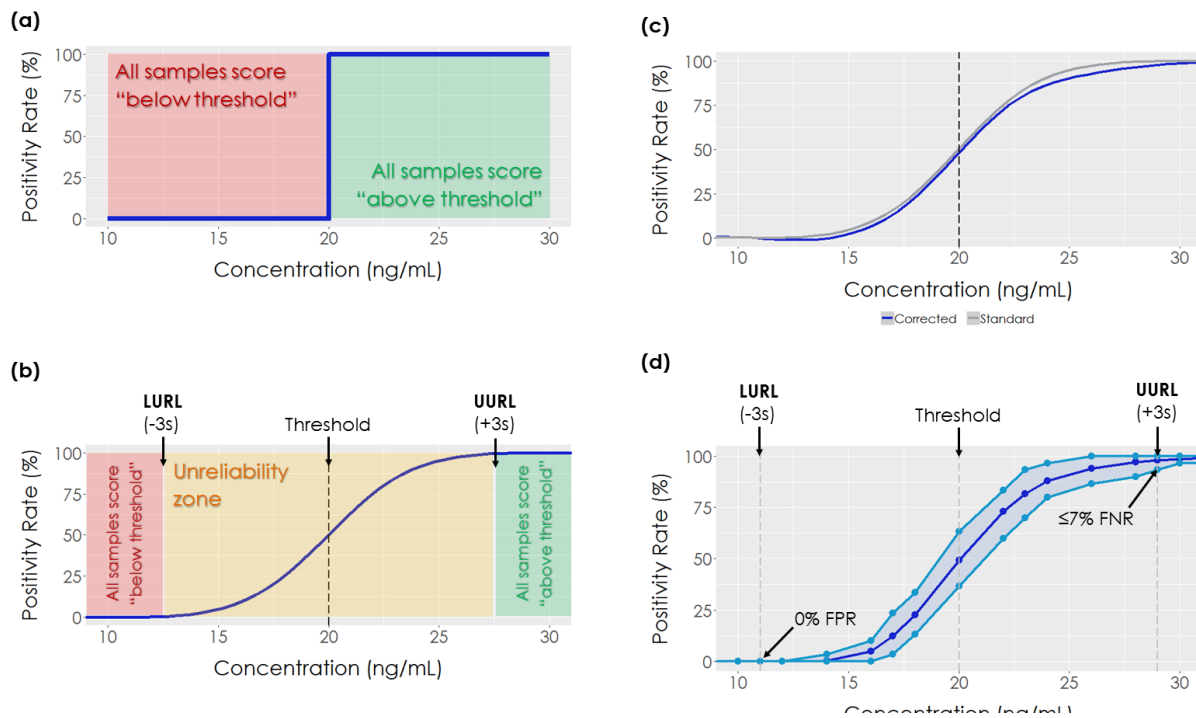 (a)
Positivity Rate (%)
100
75
50
25
0
All samples score
“below threshold”
All samples score
“above threshold”
10
15
20
25
30
Concentration (ng/mL)
(b)
LURL
(-3s)
Threshold
UURL
(+3s)
Positivity Rate (%)
100
75
50
25
0
All samples score
“below threshold”
Unreliability
zone
All samples score
“above threshold”
10
15
20
25
30
Concentration (ng/mL)
(c)
Positivity Rate (%)
100
75
50
25
0
10
15
20
25
30
Concentration (ng/mL)
Corrected
Standard
(d)
LURL
(-3s)
Threshold
UURL
(+3s)
Positivity Rate (%)
100
75
50
25
0
≤7% FNR
0% FPR
10
15
20
25
30
Concentration (ng/mL)